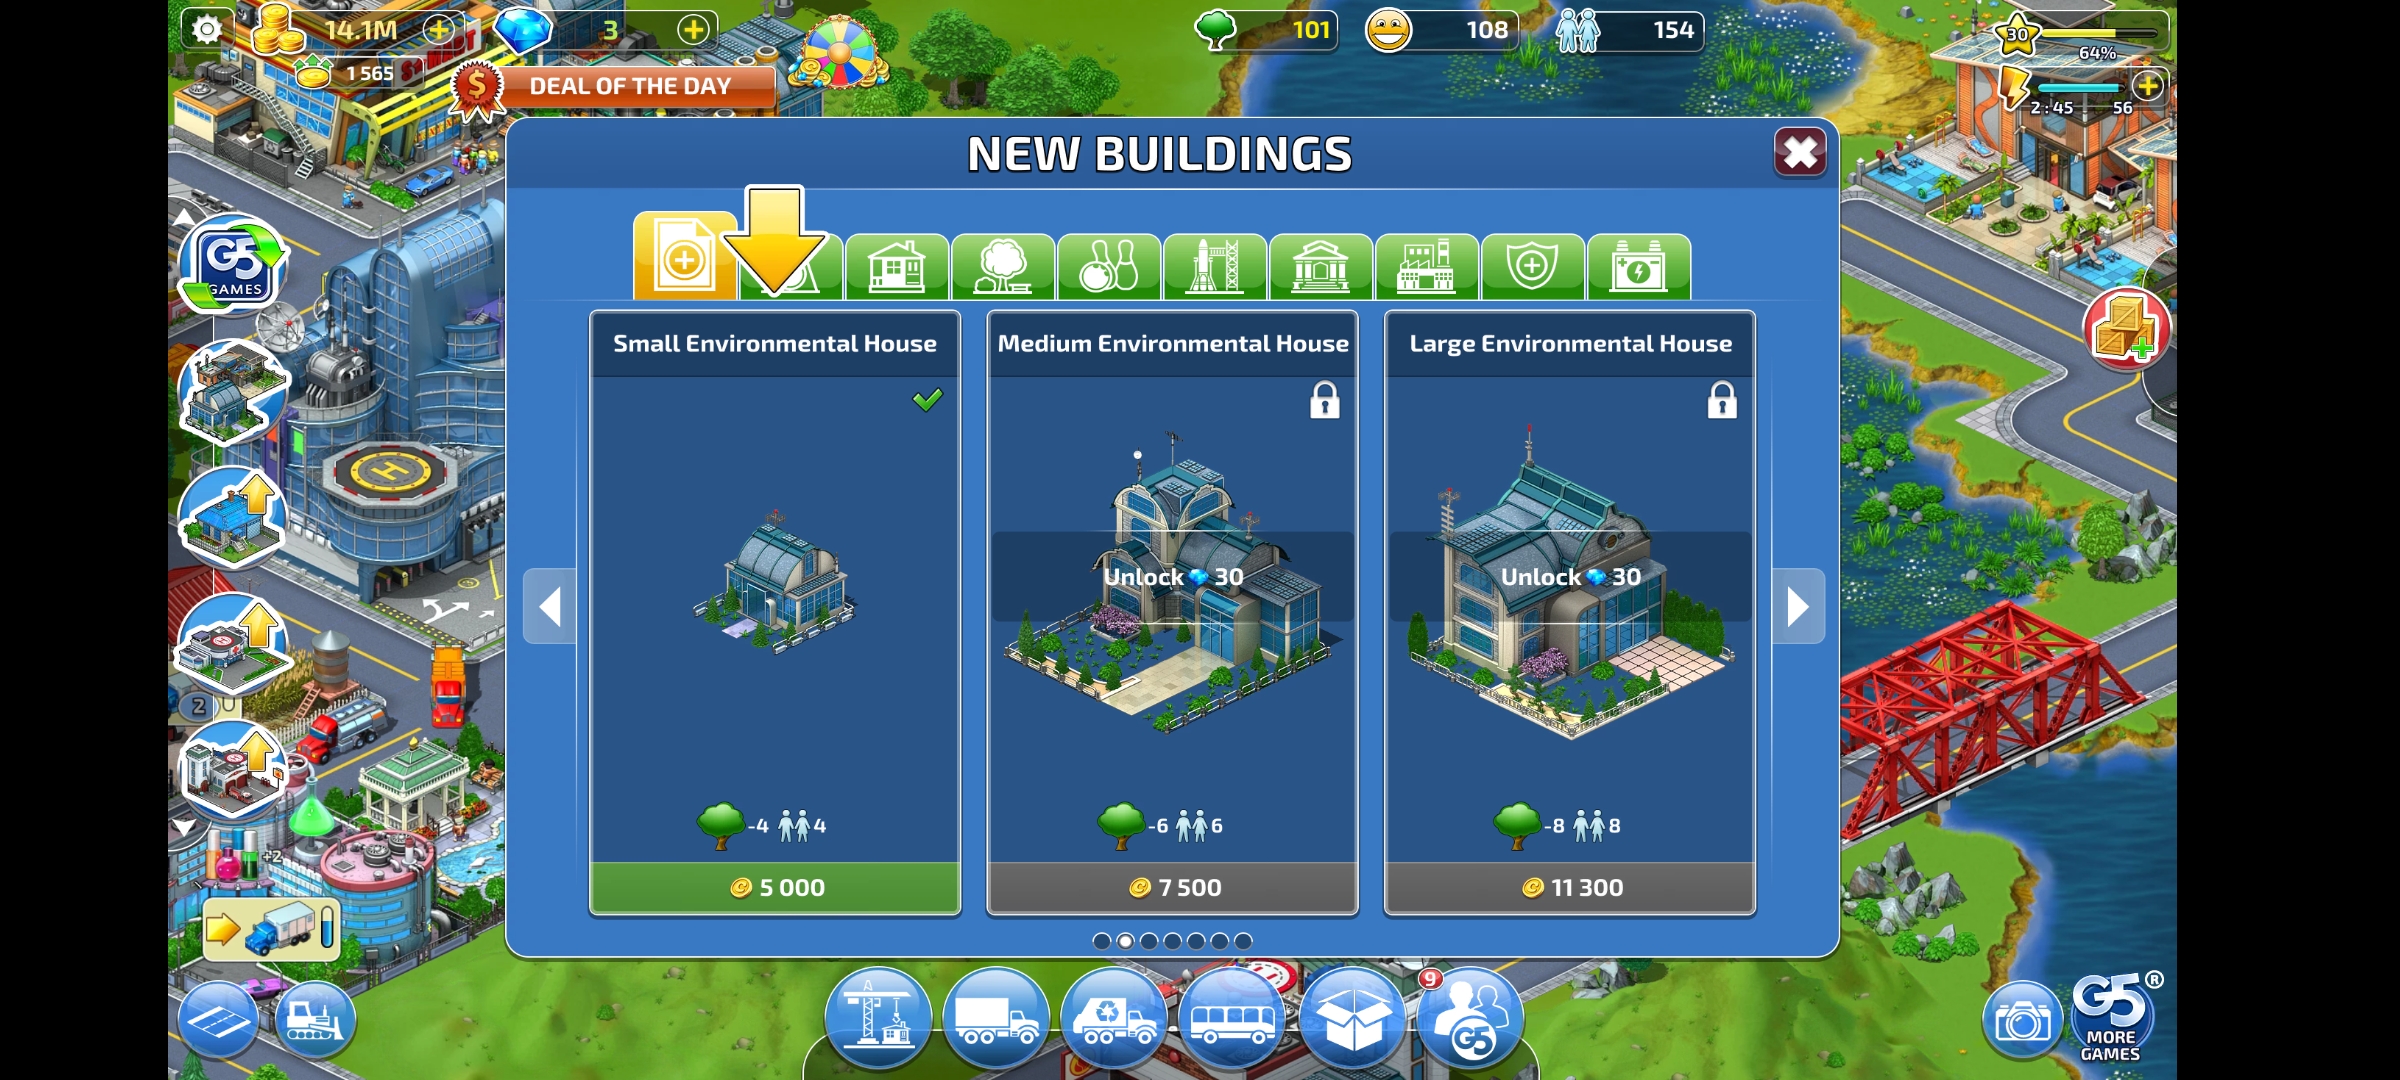 14.1M
3
101
108
154
30
64%
1 565
DEAL OF THE DAY
2:45
56
NEW BUILDINGS
G5
GAMES
Small Environmental House
Medium Environmental House
Large Environmental House
Unlock 30
Unlock 30
2
-4 4
-6 6
-8 8
+2
5 000
7 500
11 300
9
G5
G5®
MORE
GAMES